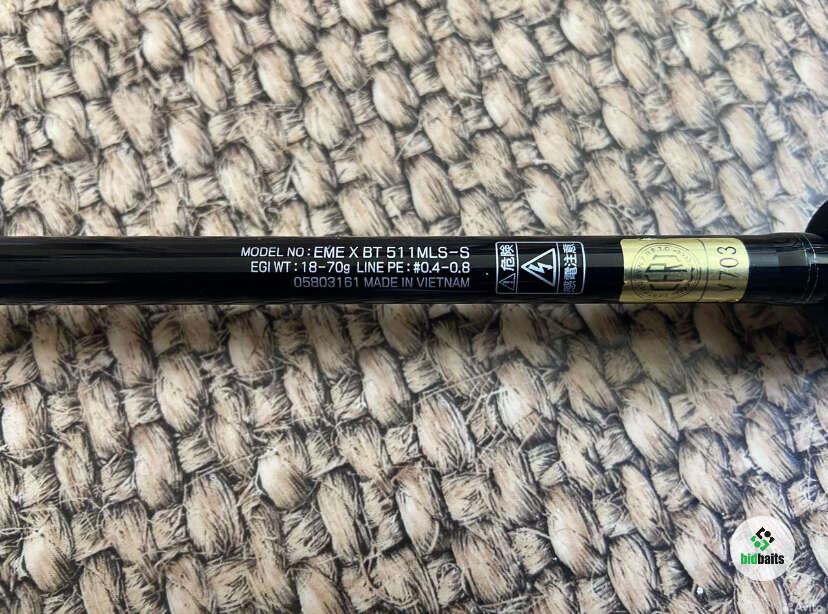 MODEL NO : EME X BT 511MLS-S
EGI WT : 18-70g LINE PE : #0.4-0.8
05803161 MADE IN VIETNAM
危険
感電注意
V703
bidbaits